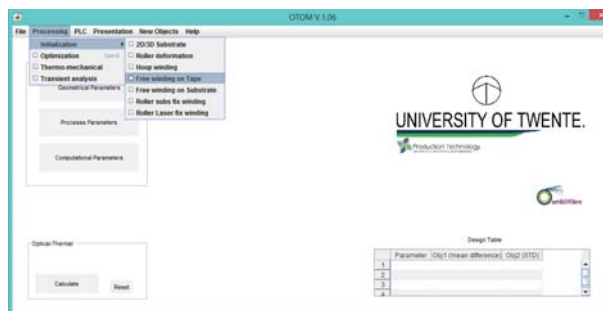 OTOM V.1.06
File Processing PLC Presentation New Objects Help
Initialization
Optimization
Thermo-mechanical
Transient analysis
2D/3D Substrate
Roller deformation
Hoop winding
Free winding on Tape
Free winding on Substrate
Roller subs fix winding
Roller Laser fix winding
Geometrical Parameters
Processs Parameters
Computational Parameters
UNIVERSITY OF TWENTE.
Production Technology
ambliFibre
Optical-Thermal
Calculate
Reset
Design Table
Parameter Obj1 (mean difference) Obj2 (STD)
1
2
3
4